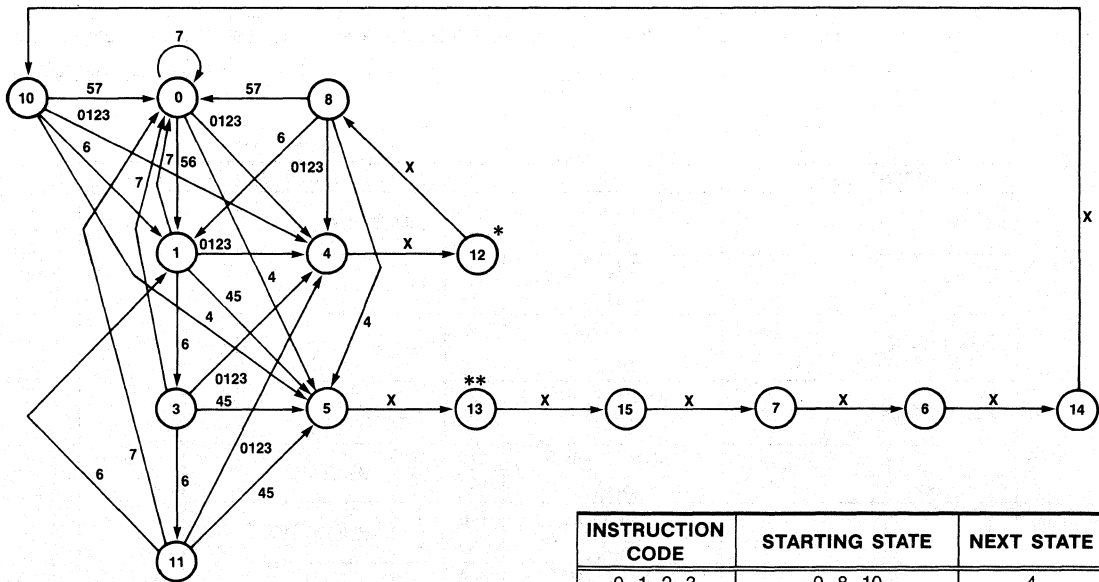 7
10 57 0 57 8
0123 0123
6 7 56 6 0123 X
7 X
*
1 0123 4 X 12
45 4
4 4
6
** 
0123
3 45 5 X 13 X 15 X 7 X 6 X 14
0123
6 7 6 45
11
INSTRUCTION CODE STARTING STATE NEXT STATE